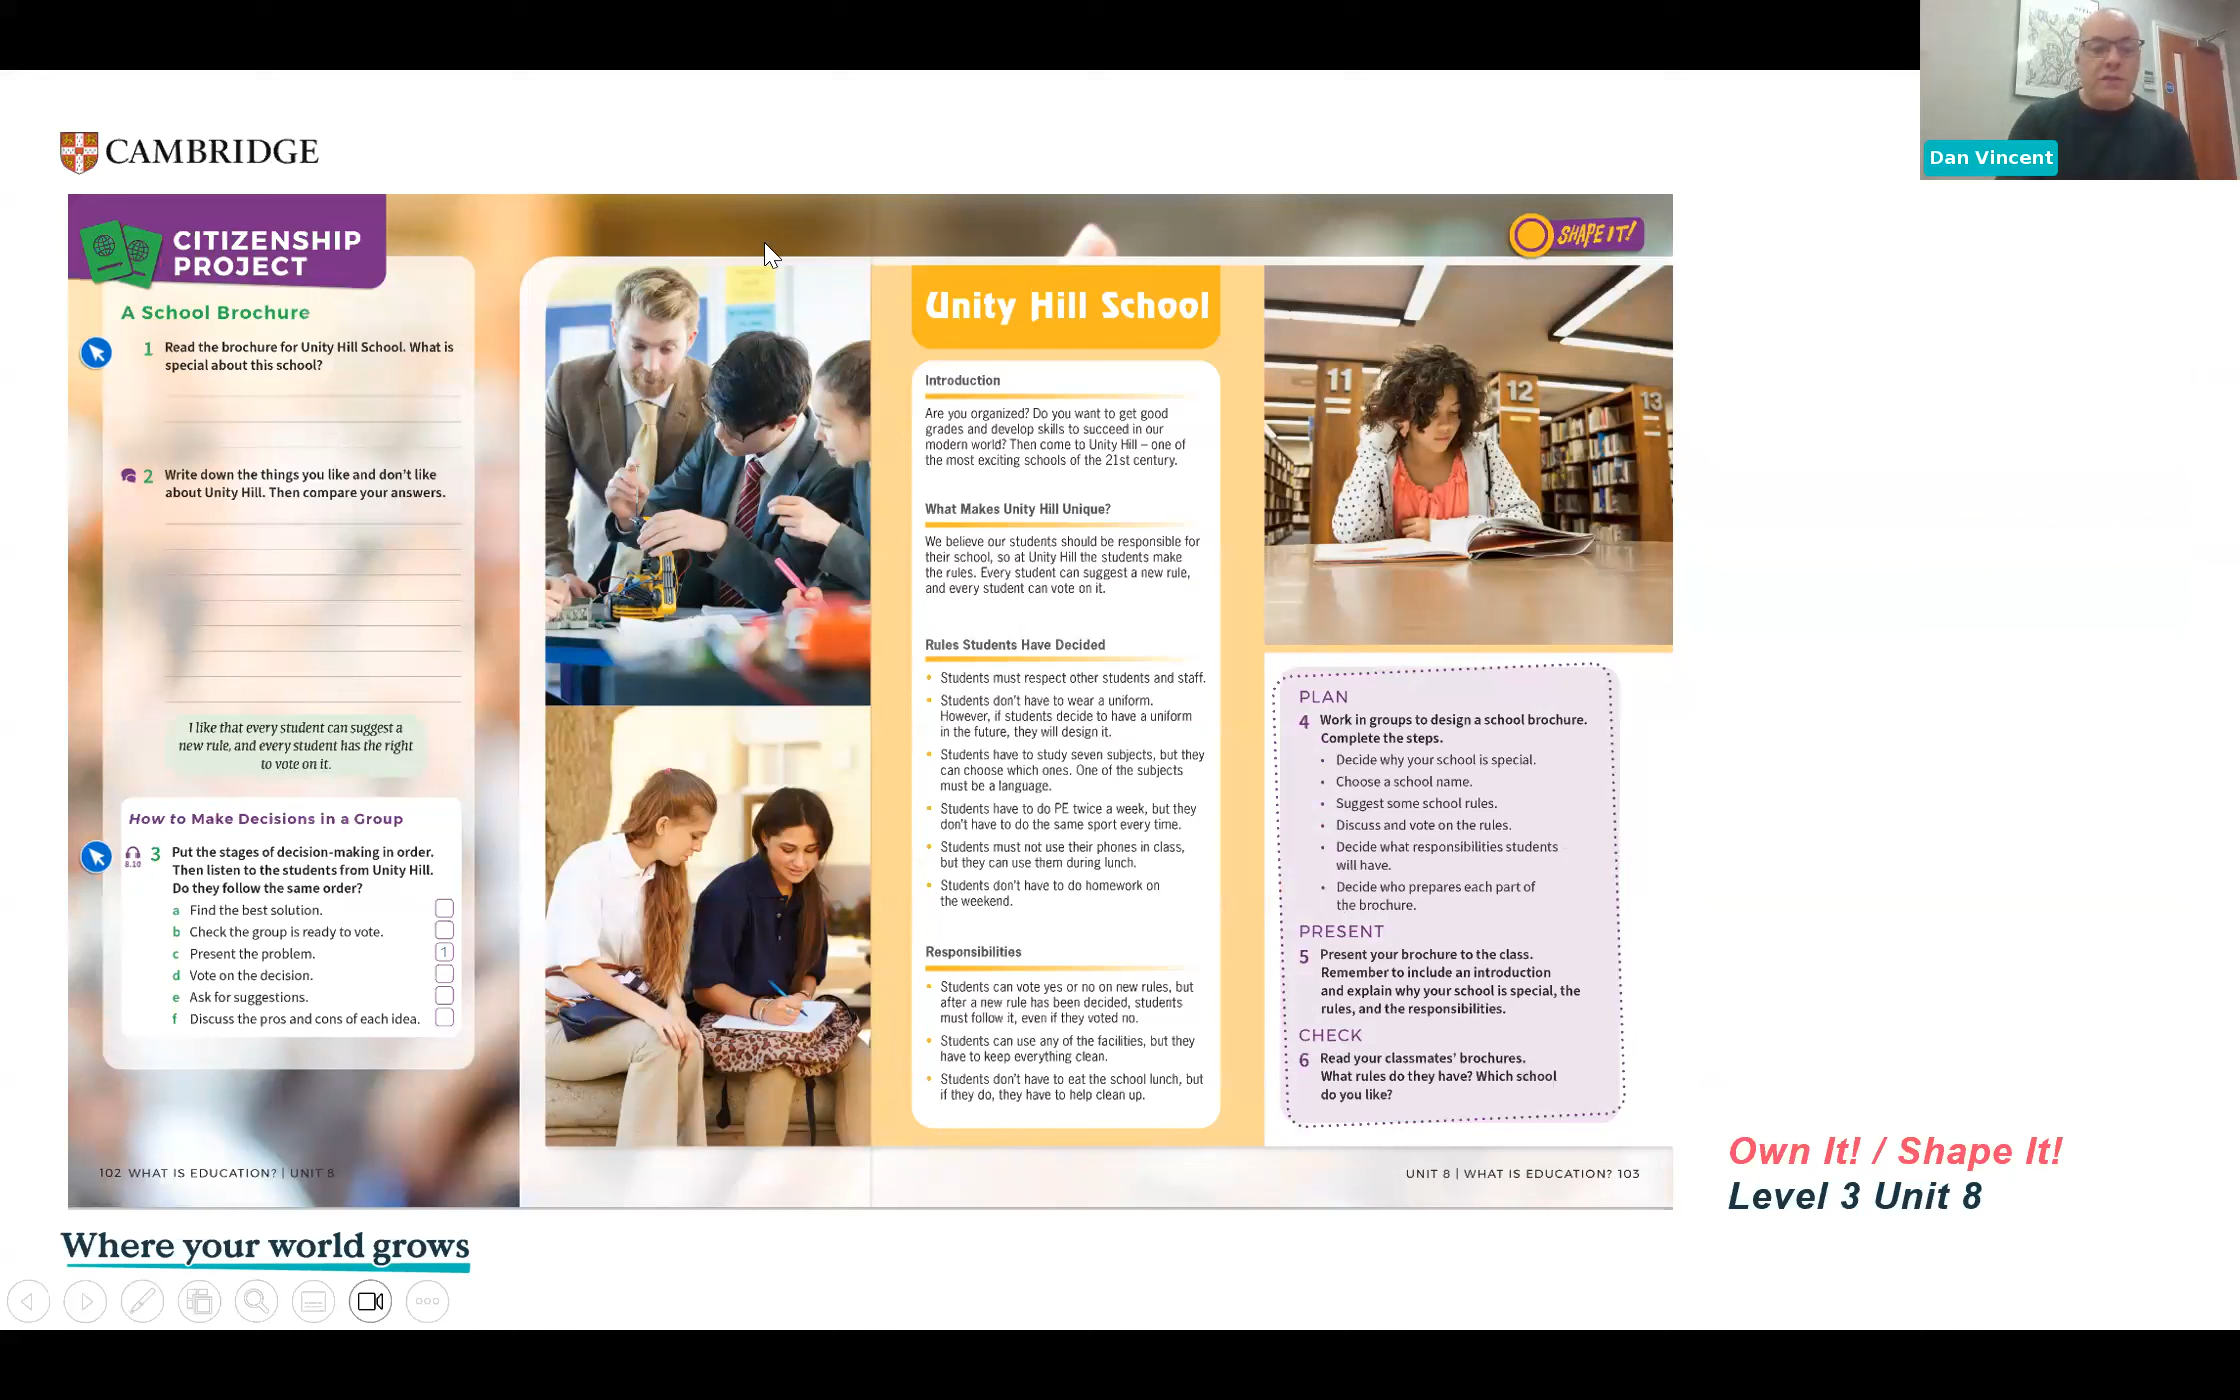 Dan Vincent
CAMBRIDGE
CITIZENSHIP
PROJECT
SHAPE IT!
A School Brochure
1 Read the brochure for Unity Hill School. What is
special about this school?
2 Write down the things you like and don't like
about Unity Hill. Then compare your answers.
I like that every student can suggest a
new rule, and every student has the right
to vote on it.
How to Make Decisions in a Group
8.10
3 Put the stages of decision-making in order.
Then listen to the students from Unity Hill.
Do they follow the same order?
a Find the best solution.
b Check the group is ready to vote.
c Present the problem. 1
d Vote on the decision.
e Ask for suggestions.
f Discuss the pros and cons of each idea.
102 WHAT IS EDUCATION? | UNIT 8
Unity Hill School
Introduction
Are you organized? Do you want to get good
grades and develop skills to succeed in our
modern world? Then come to Unity Hill – one of
the most exciting schools of the 21st century.
What Makes Unity Hill Unique?
We believe our students should be responsible for
their school, so at Unity Hill the students make
the rules. Every student can suggest a new rule,
and every student can vote on it.
Rules Students Have Decided
• Students must respect other students and staff.
• Students don't have to wear a uniform.
However, if students decide to have a uniform
in the future, they will design it.
• Students have to study seven subjects, but they
can choose which ones. One of the subjects
must be a language.
• Students have to do PE twice a week, but they
don't have to do the same sport every time.
• Students must not use their phones in class,
but they can use them during lunch.
• Students don't have to do homework on
the weekend.
Responsibilities
• Students can vote yes or no on new rules, but
after a new rule has been decided, students
must follow it, even if they voted no.
• Students can use any of the facilities, but they
have to keep everything clean.
• Students don't have to eat the school lunch, but
if they do, they have to help clean up.
11
12
13
PLAN
4 Work in groups to design a school brochure.
Complete the steps.
• Decide why your school is special.
• Choose a school name.
• Suggest some school rules.
• Discuss and vote on the rules.
• Decide what responsibilities students
will have.
• Decide who prepares each part of
the brochure.
PRESENT
5 Present your brochure to the class.
Remember to include an introduction
and explain why your school is special, the
rules, and the responsibilities.
CHECK
6 Read your classmates' brochures.
What rules do they have? Which school
do you like?
UNIT 8 | WHAT IS EDUCATION? 103
Own It! / Shape It!
Level 3 Unit 8
Where your world grows